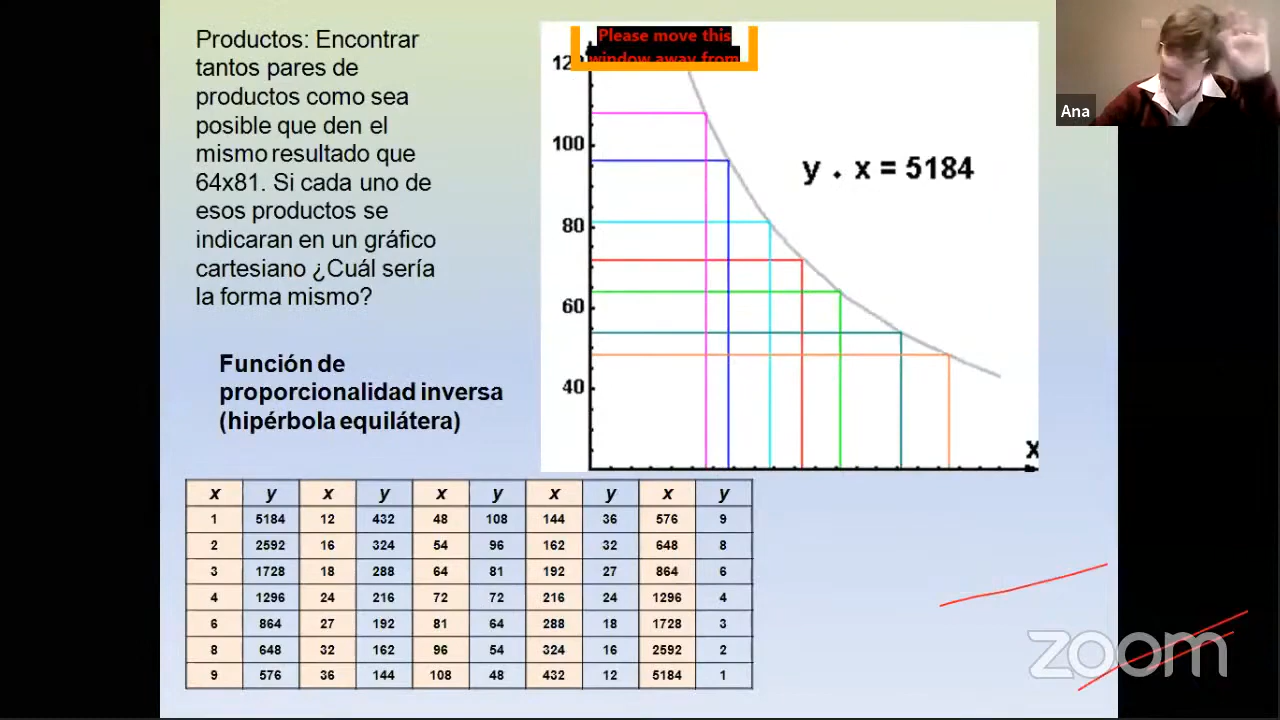 Productos: Encontrar
tantos pares de
productos como sea
posible que den el
mismo resultado que
64x81. Si cada uno de
esos productos se
indicaran en un gráfico
cartesiano ¿Cuál sería
la forma mismo?
Función de
proporcionalidad inversa
(hipérbola equilátera)
Please move this
window away from
120
100
80
60
40
y . x = 5184
x
Ana
x y x y x y x y x y
1 5184 12 432 48 108 144 36 576 9
2 2592 16 324 54 96 162 32 648 8
3 1728 18 288 64 81 192 27 864 6
4 1296 24 216 72 72 216 24 1296 4
6 864 27 192 81 64 288 18 1728 3
8 648 32 162 96 54 324 16 2592 2
9 576 36 144 108 48 432 12 5184 1
zoom